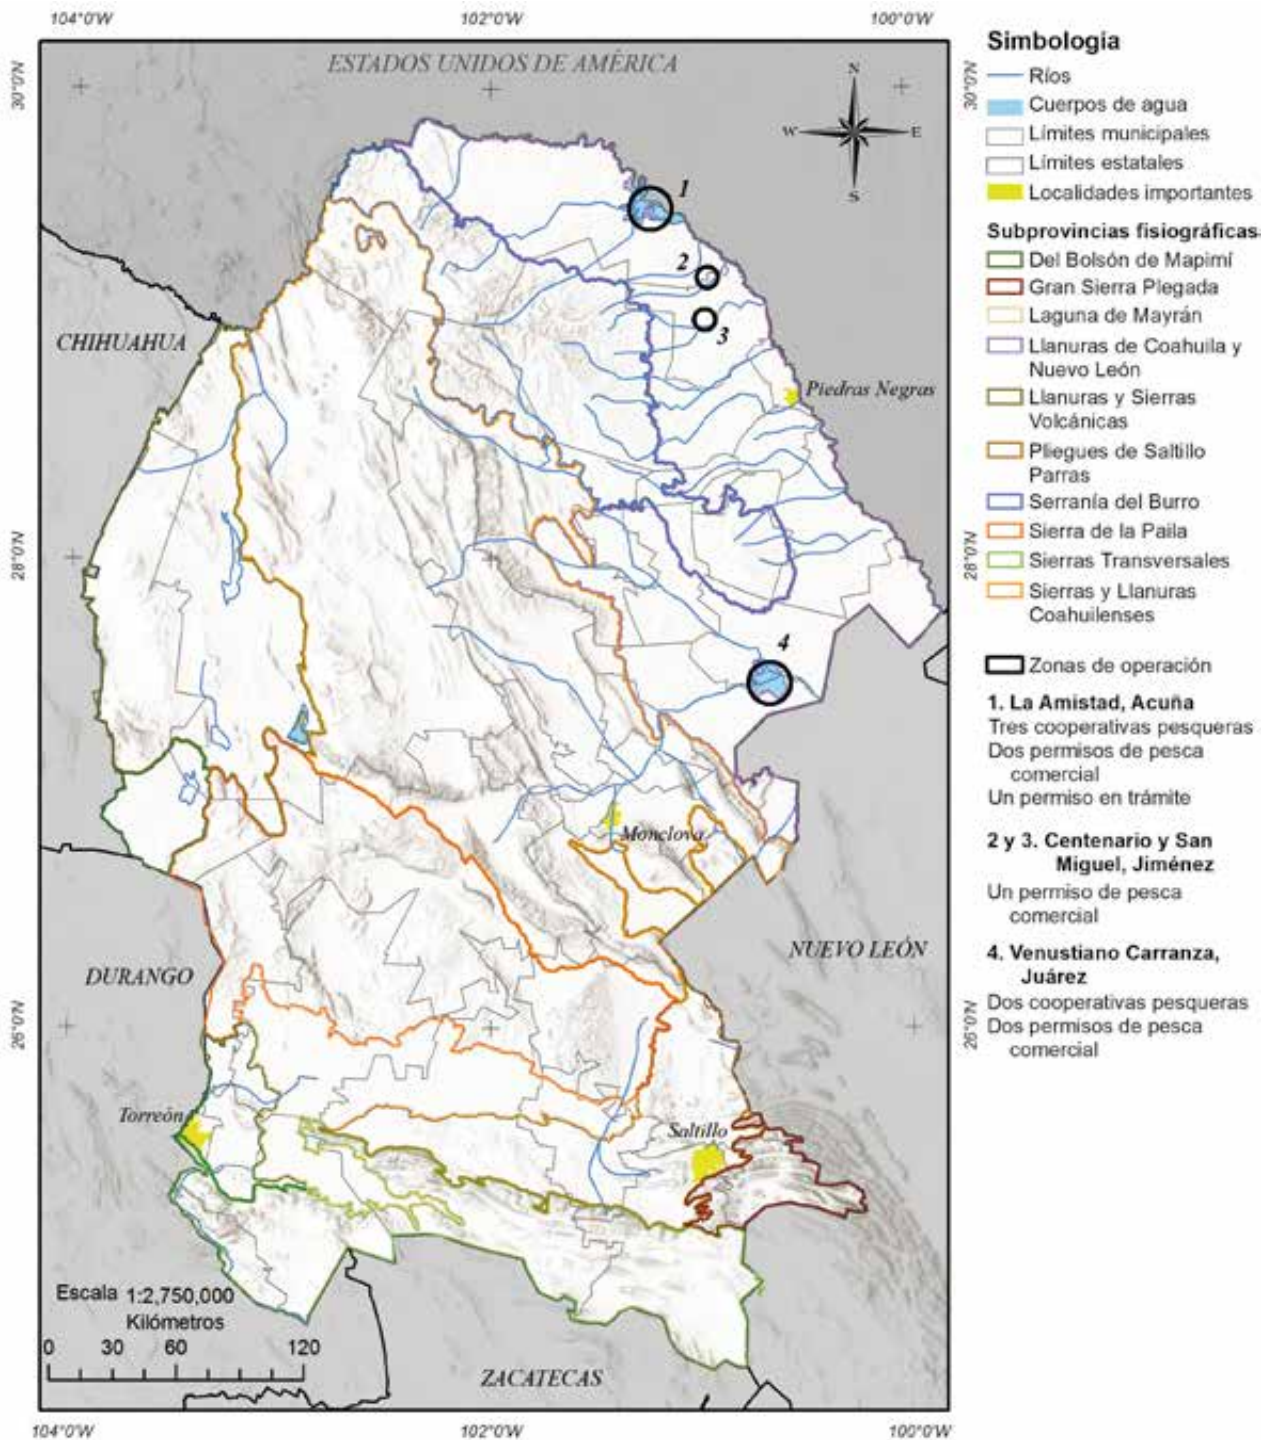 104°0'W 102°0'W 100°0'W
30°0'N
30°0'N
ESTADOS UNIDOS DE AMÉRICA
N
W E
S
1
2
3
CHIHUAHUA
Piedras Negras
28°0'N
28°0'N
4
Monclova
NUEVO LEÓN
DURANGO
26°0'N
26°0'N
Torreón
Saltillo
Escala 1:2,750,000
Kilómetros
0 30 60 120
ZACATECAS
104°0'W 102°0'W 100°0'W
Simbología
Ríos
Cuerpos de agua
Límites municipales
Límites estatales
Localidades importantes
Subprovincias fisiográficas
Del Bolsón de Mapimí
Gran Sierra Plegada
Laguna de Mayrán
Llanuras de Coahuila y
Nuevo León
Llanuras y Sierras
Volcánicas
Pliegues de Saltillo
Parras
Serranía del Burro
Sierra de la Paila
Sierras Transversales
Sierras y Llanuras
Coahuilenses
Zonas de operación
1. La Amistad, Acuña
Tres cooperativas pesqueras
Dos permisos de pesca
comercial
Un permiso en trámite
2 y 3. Centenario y San
Miguel, Jiménez
Un permiso de pesca
comercial
4. Venustiano Carranza,
Juárez
Dos cooperativas pesqueras
Dos permisos de pesca
comercial